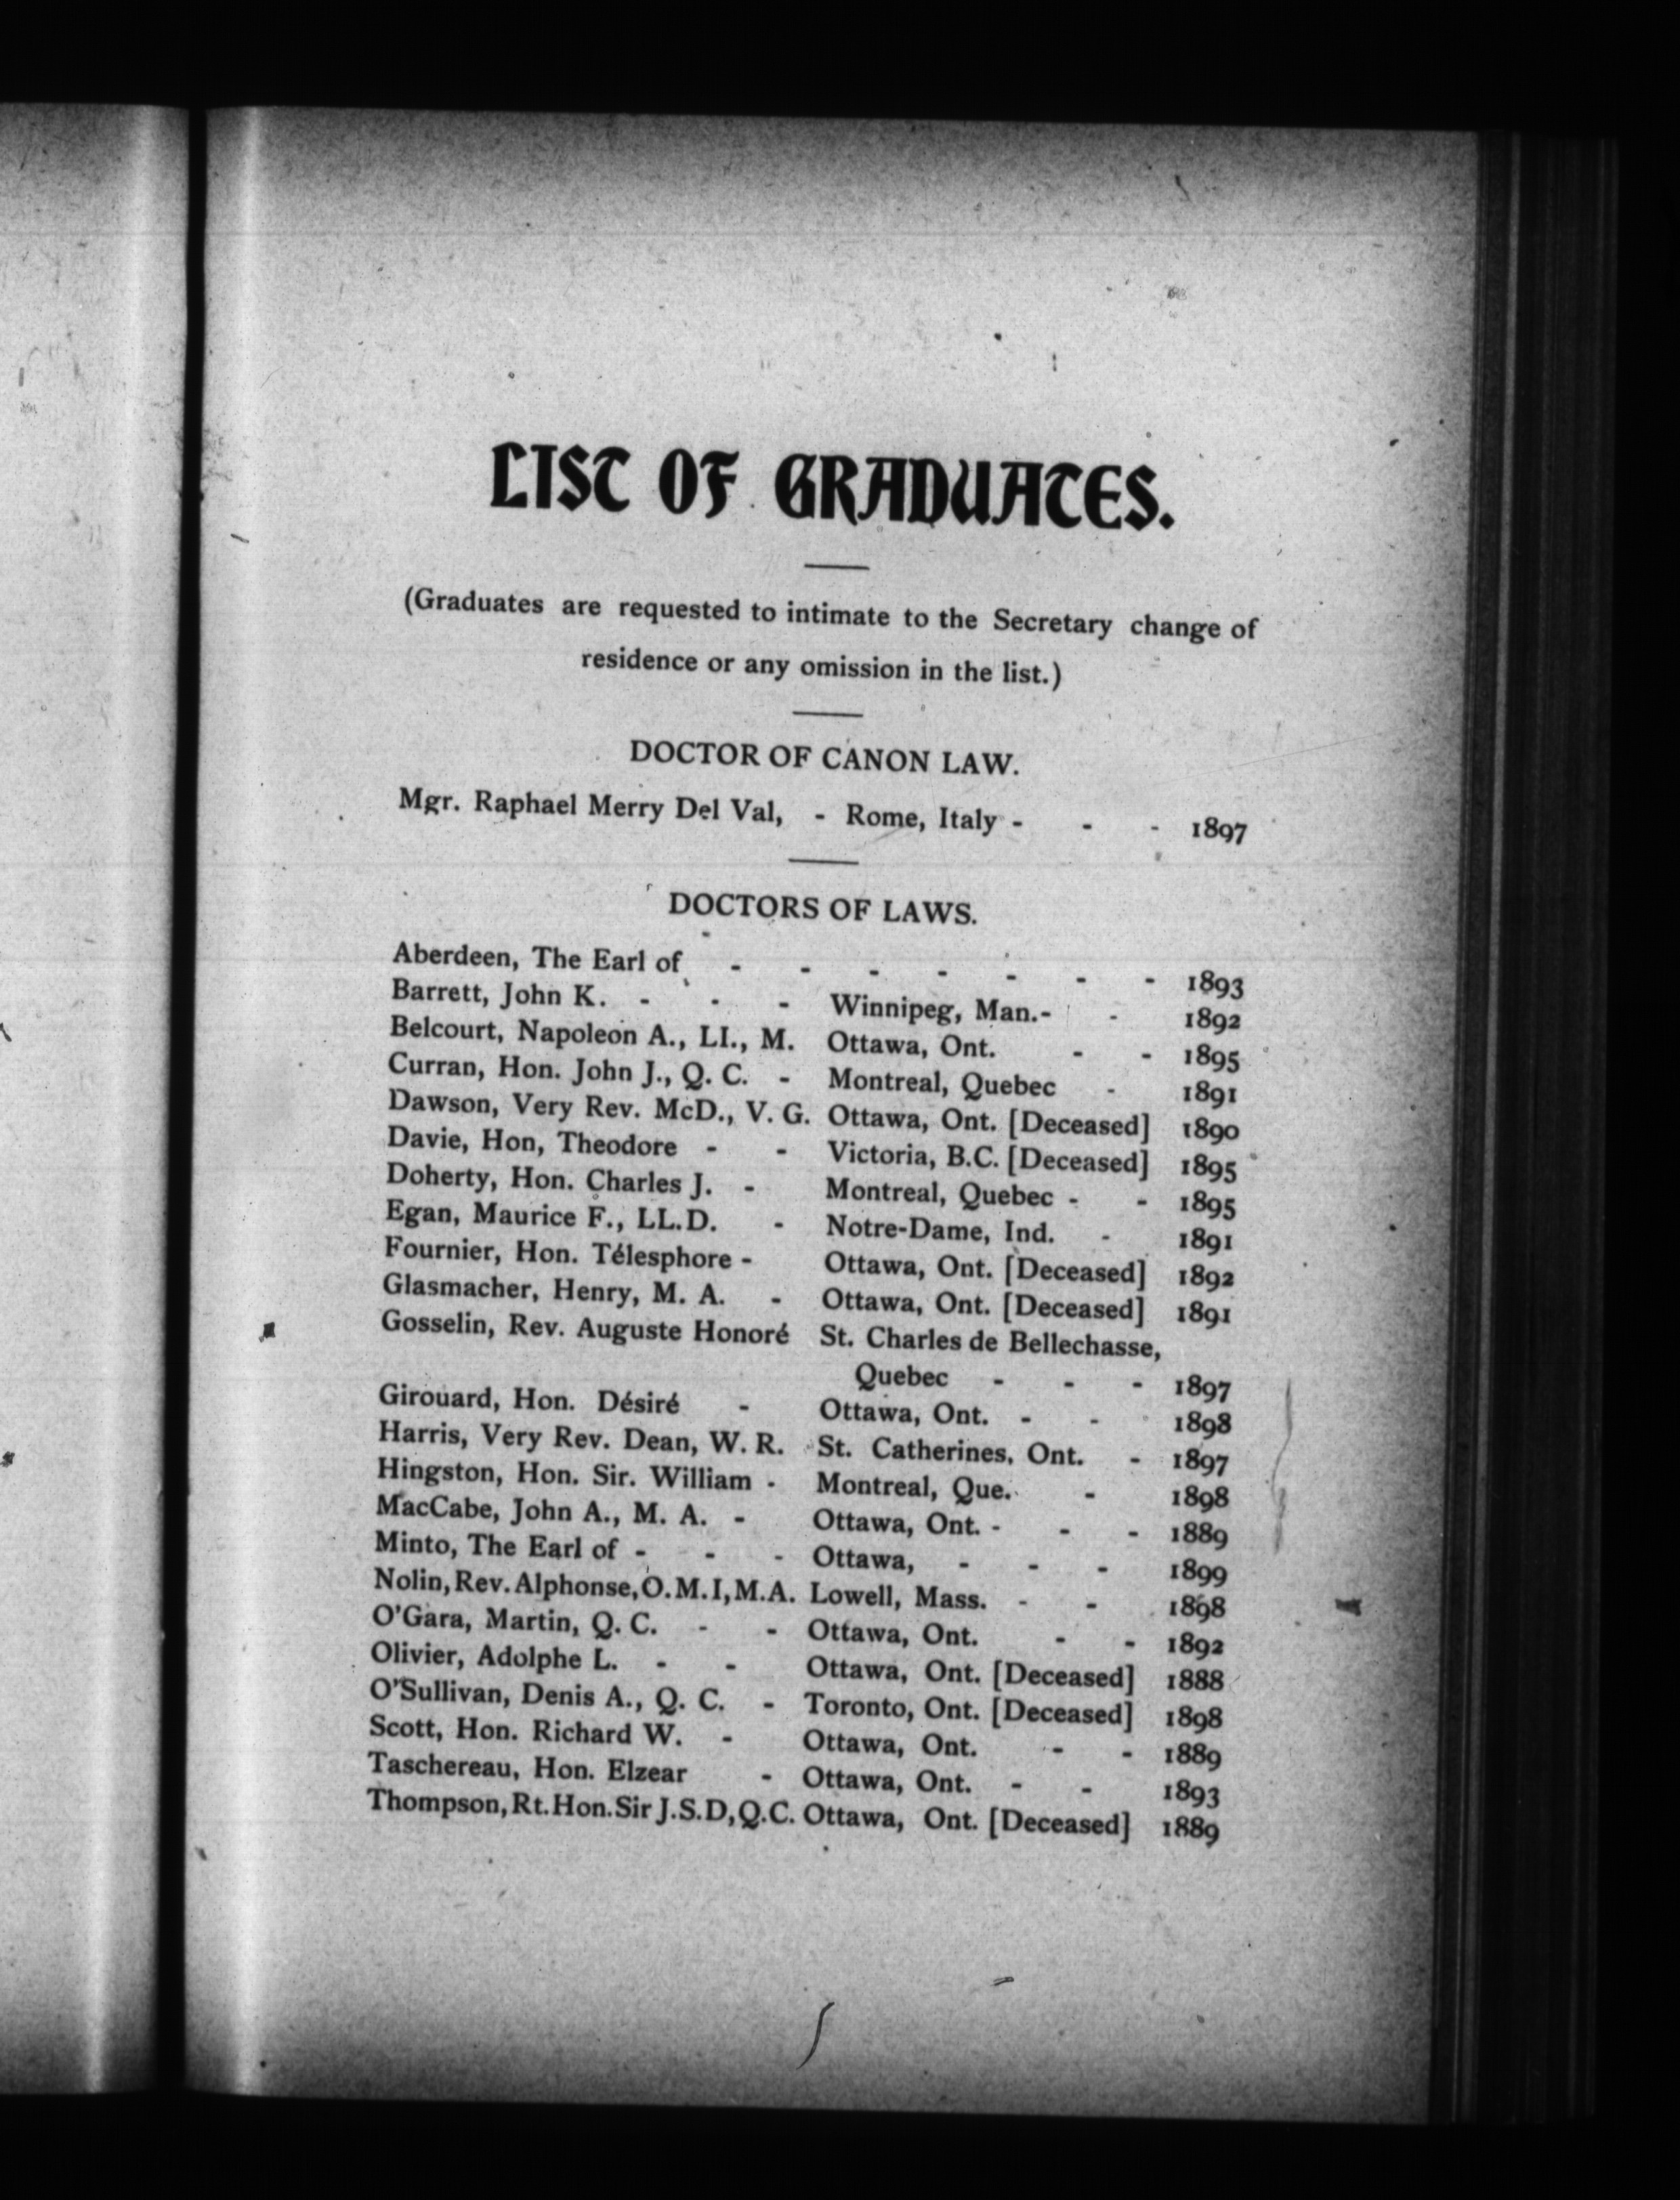 LIST OF GRADUATES.
(Graduates are requested to intimate to the Secretary change of
residence or any omission in the list.)
DOCTOR OF CANON LAW.
Mgr. Raphael Merry Del Val, - Rome, Italy - - - 1897
DOCTORS OF LAWS.
Aberdeen, The Earl of - - - - - - - 1893
Barrett, John K. - - - Winnipeg, Man.- - 1892
Belcourt, Napoleon A., LI., M. Ottawa, Ont. - - 1895
Curran, Hon. John J., Q. C. - Montreal, Quebec - 1891
Dawson, Very Rev. McD., V. G. Ottawa, Ont. [Deceased] 1890
Davie, Hon, Theodore - - Victoria, B.C. [Deceased] 1895
Doherty, Hon. Charles J. - Montreal, Quebec - - 1895
Egan, Maurice F., LL.D. - Notre-Dame, Ind. - 1891
Fournier, Hon. Télesphore - Ottawa, Ont. [Deceased] 1892
Glasmacher, Henry, M. A. - Ottawa, Ont. [Deceased] 1891
Gosselin, Rev. Auguste Honoré St. Charles de Bellechasse,
Quebec - - - 1897
Girouard, Hon. Désiré - Ottawa, Ont. - - 1898
Harris, Very Rev. Dean, W. R. St. Catherines, Ont. - 1897
Hingston, Hon. Sir. William - Montreal, Que. - 1898
MacCabe, John A., M. A. - Ottawa, Ont. - - - 1889
Minto, The Earl of - - - Ottawa, - - - 1899
Nolin, Rev. Alphonse, O. M. I, M.A. Lowell, Mass. - - 1898
O'Gara, Martin, Q. C. - - Ottawa, Ont. - - 1892
Olivier, Adolphe L. - - Ottawa, Ont. [Deceased] 1888
O'Sullivan, Denis A., Q. C. - Toronto, Ont. [Deceased] 1898
Scott, Hon. Richard W. - Ottawa, Ont. - - 1889
Taschereau, Hon. Elzear - Ottawa, Ont. - - 1893
Thompson, Rt. Hon. Sir J.S.D, Q.C. Ottawa, Ont. [Deceased] 1889